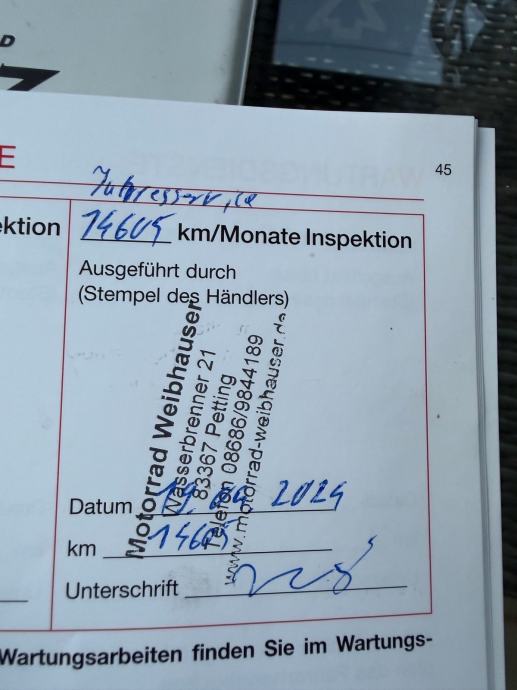 D
E
45
Jahresservice
ektion
14605 km/Monate Inspektion
Ausgeführt durch
(Stempel des Händlers)
Motorrad Weibhauser
Wasserbrenner 21
83367 Petting
Telefon 08686/9844189
www.motorrad-weibhauser.de
Datum 2024
km 14605
Unterschrift
Wartungsarbeiten finden Sie im Wartungs-